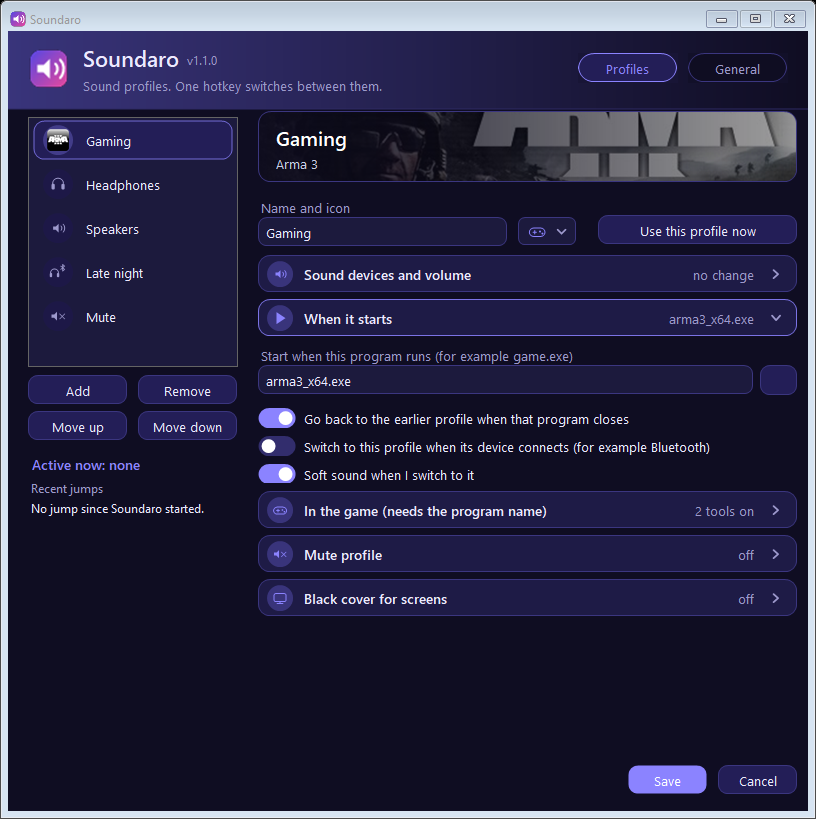 Soundaro
Soundaro v1.1.0
Sound profiles. One hotkey switches between them.
Profiles
General
Gaming
Headphones
Speakers
Late night
Mute
Add
Remove
Move up
Move down
Active now: none
Recent jumps
No jump since Soundaro started.
Gaming
Arma 3
ARMA
III
Name and icon
Gaming
Use this profile now
Sound devices and volume no change
When it starts arma3_x64.exe
Start when this program runs (for example game.exe)
arma3_x64.exe
Go back to the earlier profile when that program closes
Switch to this profile when its device connects (for example Bluetooth)
Soft sound when I switch to it
In the game (needs the program name) 2 tools on
Mute profile off
Black cover for screens off
Save
Cancel